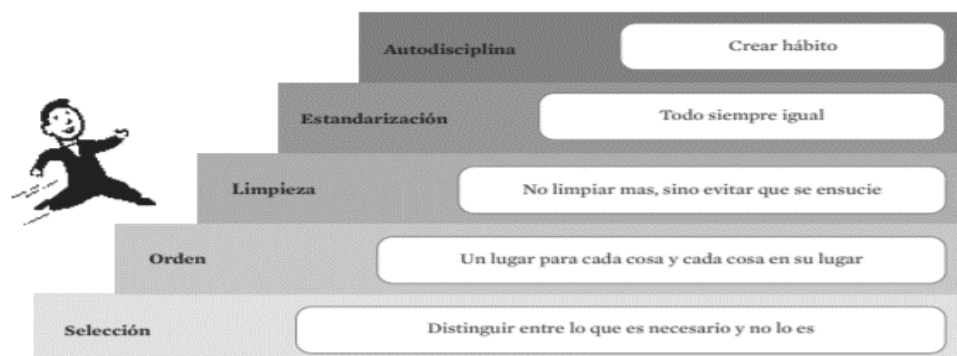 Autodisciplina
Crear hábito
Estandarización
Todo siempre igual
Limpieza
No limpiar mas, sino evitar que se ensucie
Orden
Un lugar para cada cosa y cada cosa en su lugar
Selección
Distinguir entre lo que es necesario y no lo es